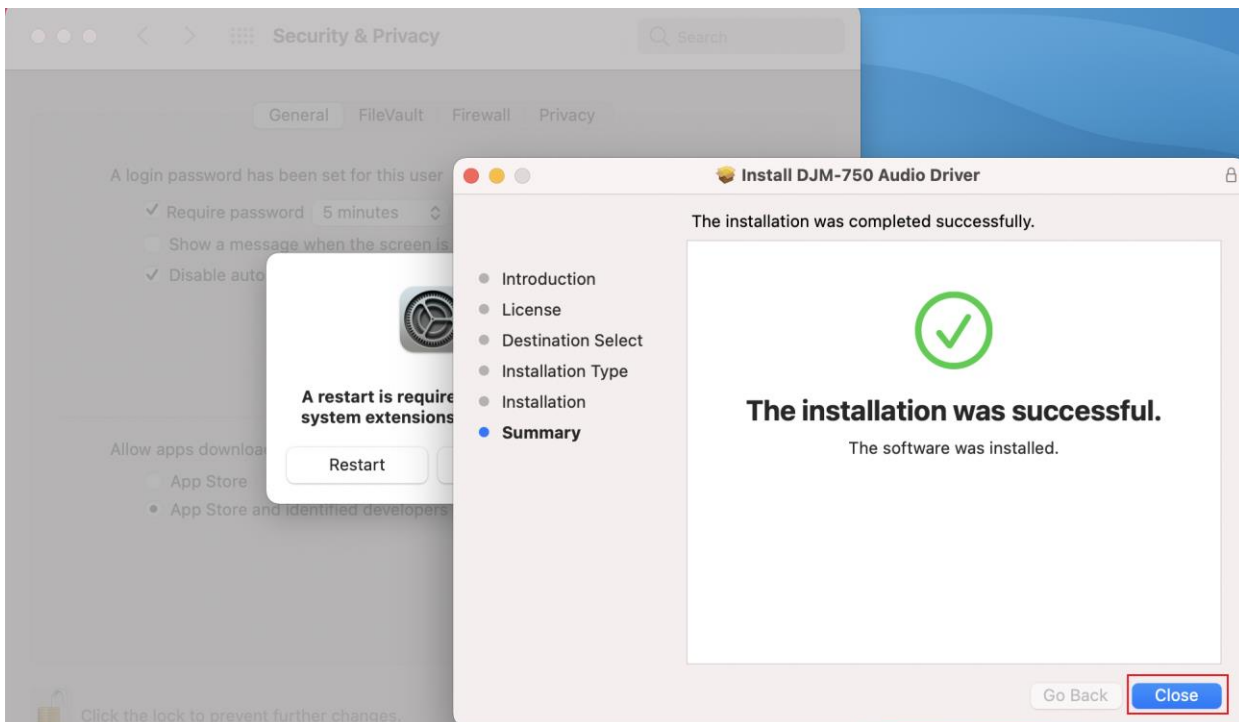 Security & Privacy
Search
General FileVault Firewall Privacy
A login password has been set for this user
Require password 5 minutes
Show a message when the screen is
Disable auto
A restart is require
system extensions
Restart
Allow apps downloa
App Store
App Store and identified developers
Click the lock to prevent further changes.
Install DJM-750 Audio Driver
The installation was completed successfully.
Introduction
License
Destination Select
Installation Type
Installation
Summary
The installation was successful.
The software was installed.
Go Back Close